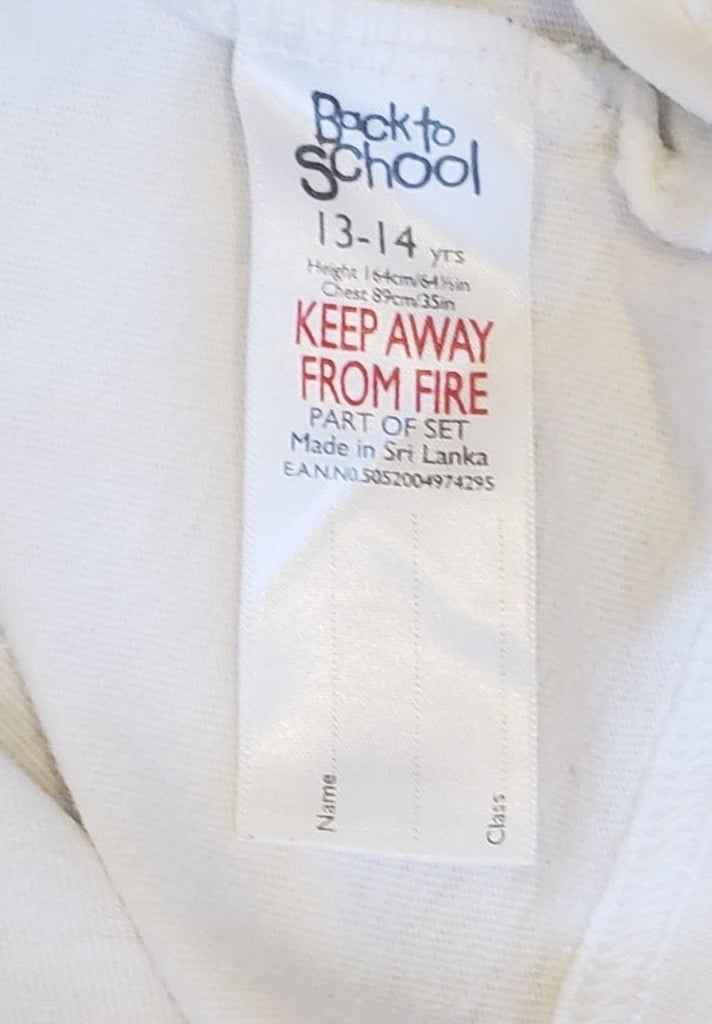 Back to
School
13-14 yrs
Height 164cm/64½in
Chest 89cm/35in
KEEP AWAY
FROM FIRE
PART OF SET
Made in Sri Lanka
E.A.N.N0.5052004974295
Name
Class